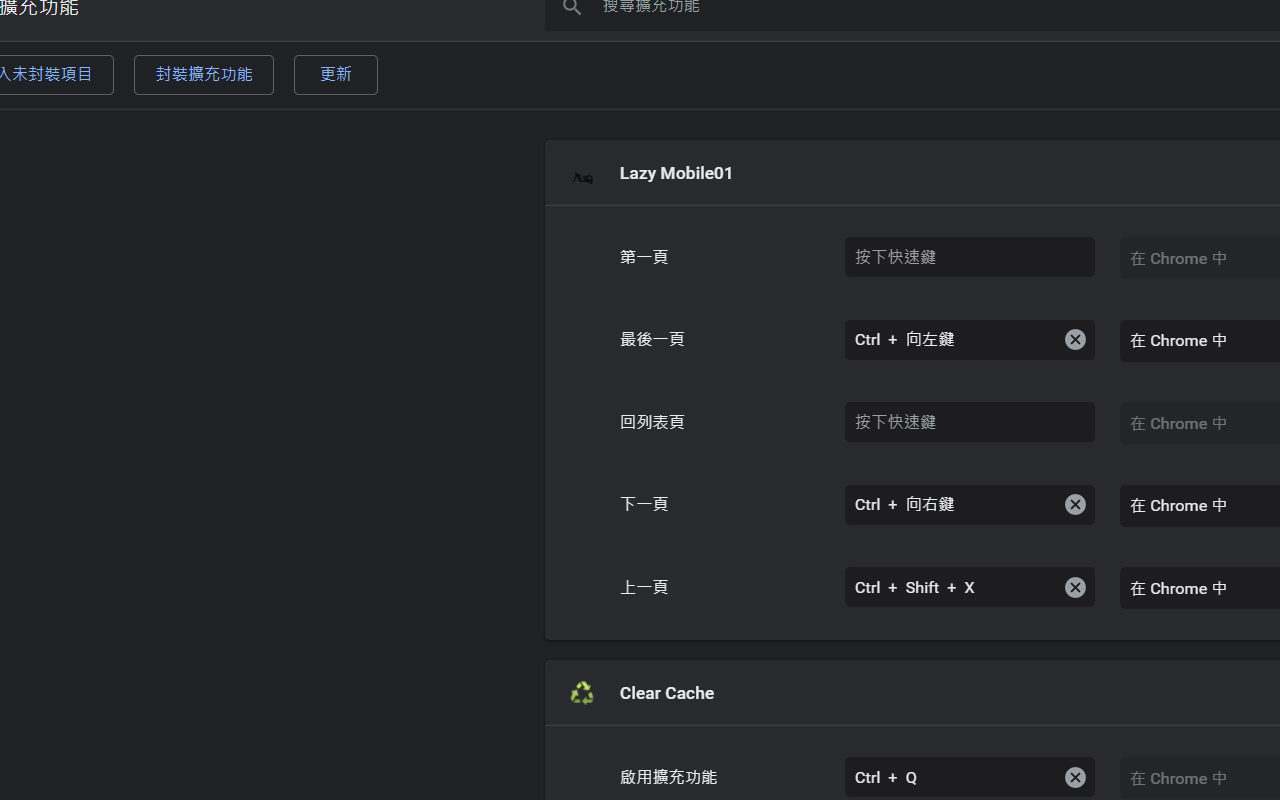 擴充功能
搜尋擴充功能
入未封裝項目
封裝擴充功能
更新
Lazy Mobile01
第一頁
按下快速鍵
在 Chrome 中
最後一頁
Ctrl + 向左鍵
在 Chrome 中
回列表頁
按下快速鍵
在 Chrome 中
下一頁
Ctrl + 向右鍵
在 Chrome 中
上一頁
Ctrl + Shift + X
在 Chrome 中
Clear Cache
啟用擴充功能
Ctrl + Q
在 Chrome 中